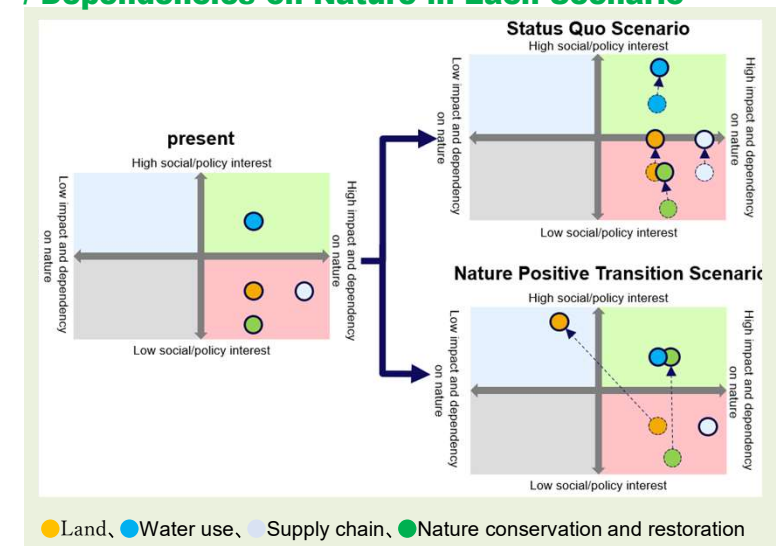 / Dependencies on Nature in Each Scenario
Status Quo Scenario
High social/policy interest
Low impact and dependency
on nature
High impact and dependency
on nature
Low social/policy interest
present
High social/policy interest
Low impact and dependency
on nature
High impact and dependency
on nature
Low social/policy interest
Nature Positive Transition Scenario
High social/policy interest
Low impact and dependency
on nature
High impact and dependency
on nature
Low social/policy interest
Land、Water use、Supply chain、Nature conservation and restoration